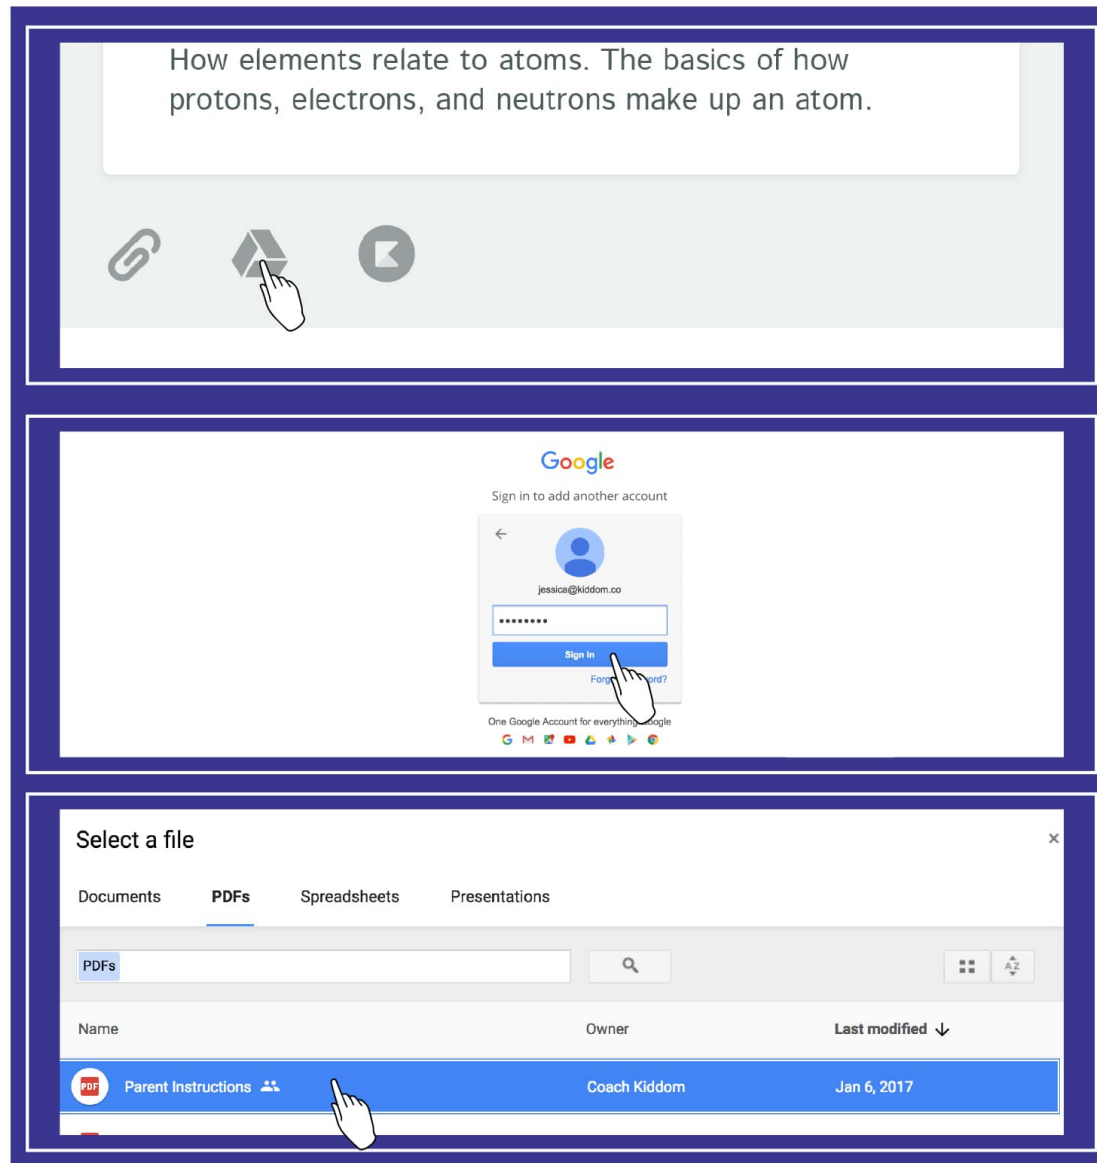 How elements relate to atoms. The basics of how
protons, electrons, and neutrons make up an atom.
Google
Sign in to add another account
jessica@kiddom.co
••••••••
Sign in
One Google Account for everything
Select a file
×
Documents PDFs Spreadsheets Presentations
PDFs
AZ
Name Owner Last modified ↓
PDF Parent Instructions Coach Kiddom Jan 6, 2017